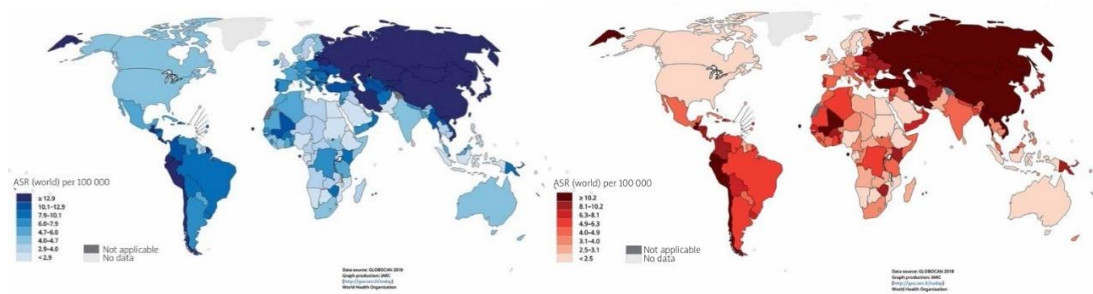 ASR (world) per 100 000
≥ 12.9
10.1–12.9
7.9–10.1
6.0–7.9
4.7–6.0
4.0–4.7
2.9–4.0
< 2.9
Not applicable
No data
Data source: GLOBOCAN 2018
Graph production: IARC
World Health Organization
ASR (world) per 100 000
≥ 10.2
8.1–10.2
6.3–8.1
4.9–6.3
4.0–4.9
3.1–4.0
2.5–3.1
< 2.5
Not applicable
No data
Data source: GLOBOCAN 2018
Graph production: IARC
World Health Organization